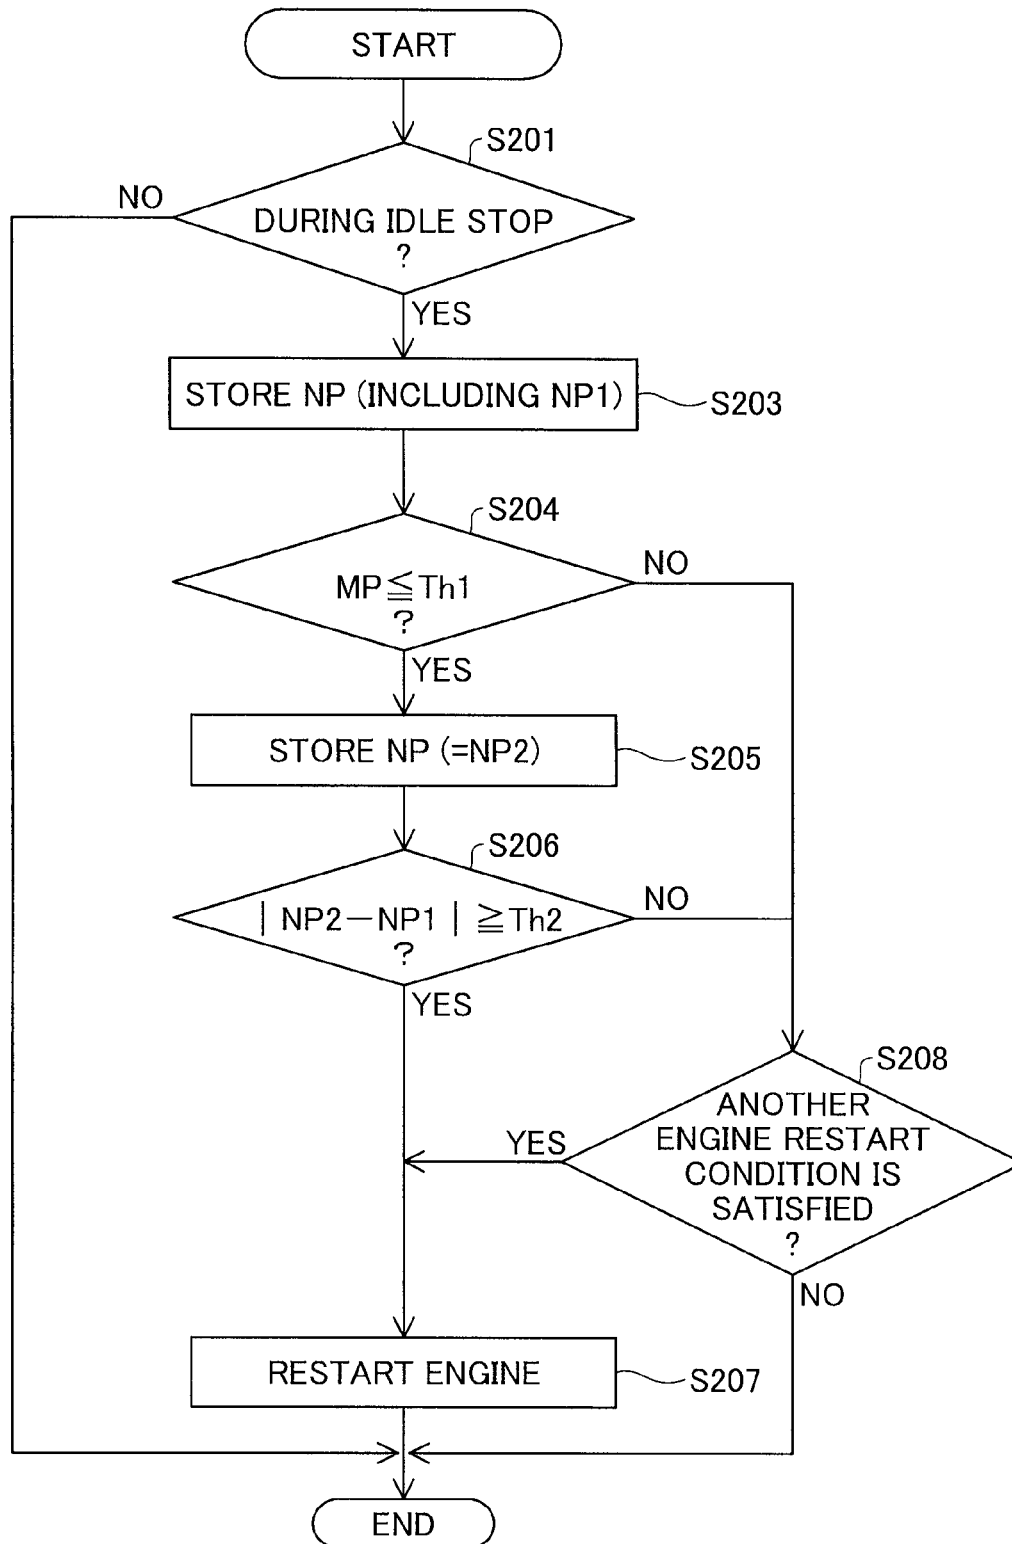 START
S201
NO
DURING IDLE STOP
?
YES
STORE NP (INCLUDING NP1)
S203
S204
NO
MP≦Th1
?
YES
STORE NP (=NP2)
S205
S206
NO
| NP2－NP1 | ≧Th2
?
YES
S208
ANOTHER
ENGINE RESTART
CONDITION IS
SATISFIED
?
YES
NO
RESTART ENGINE
S207
END